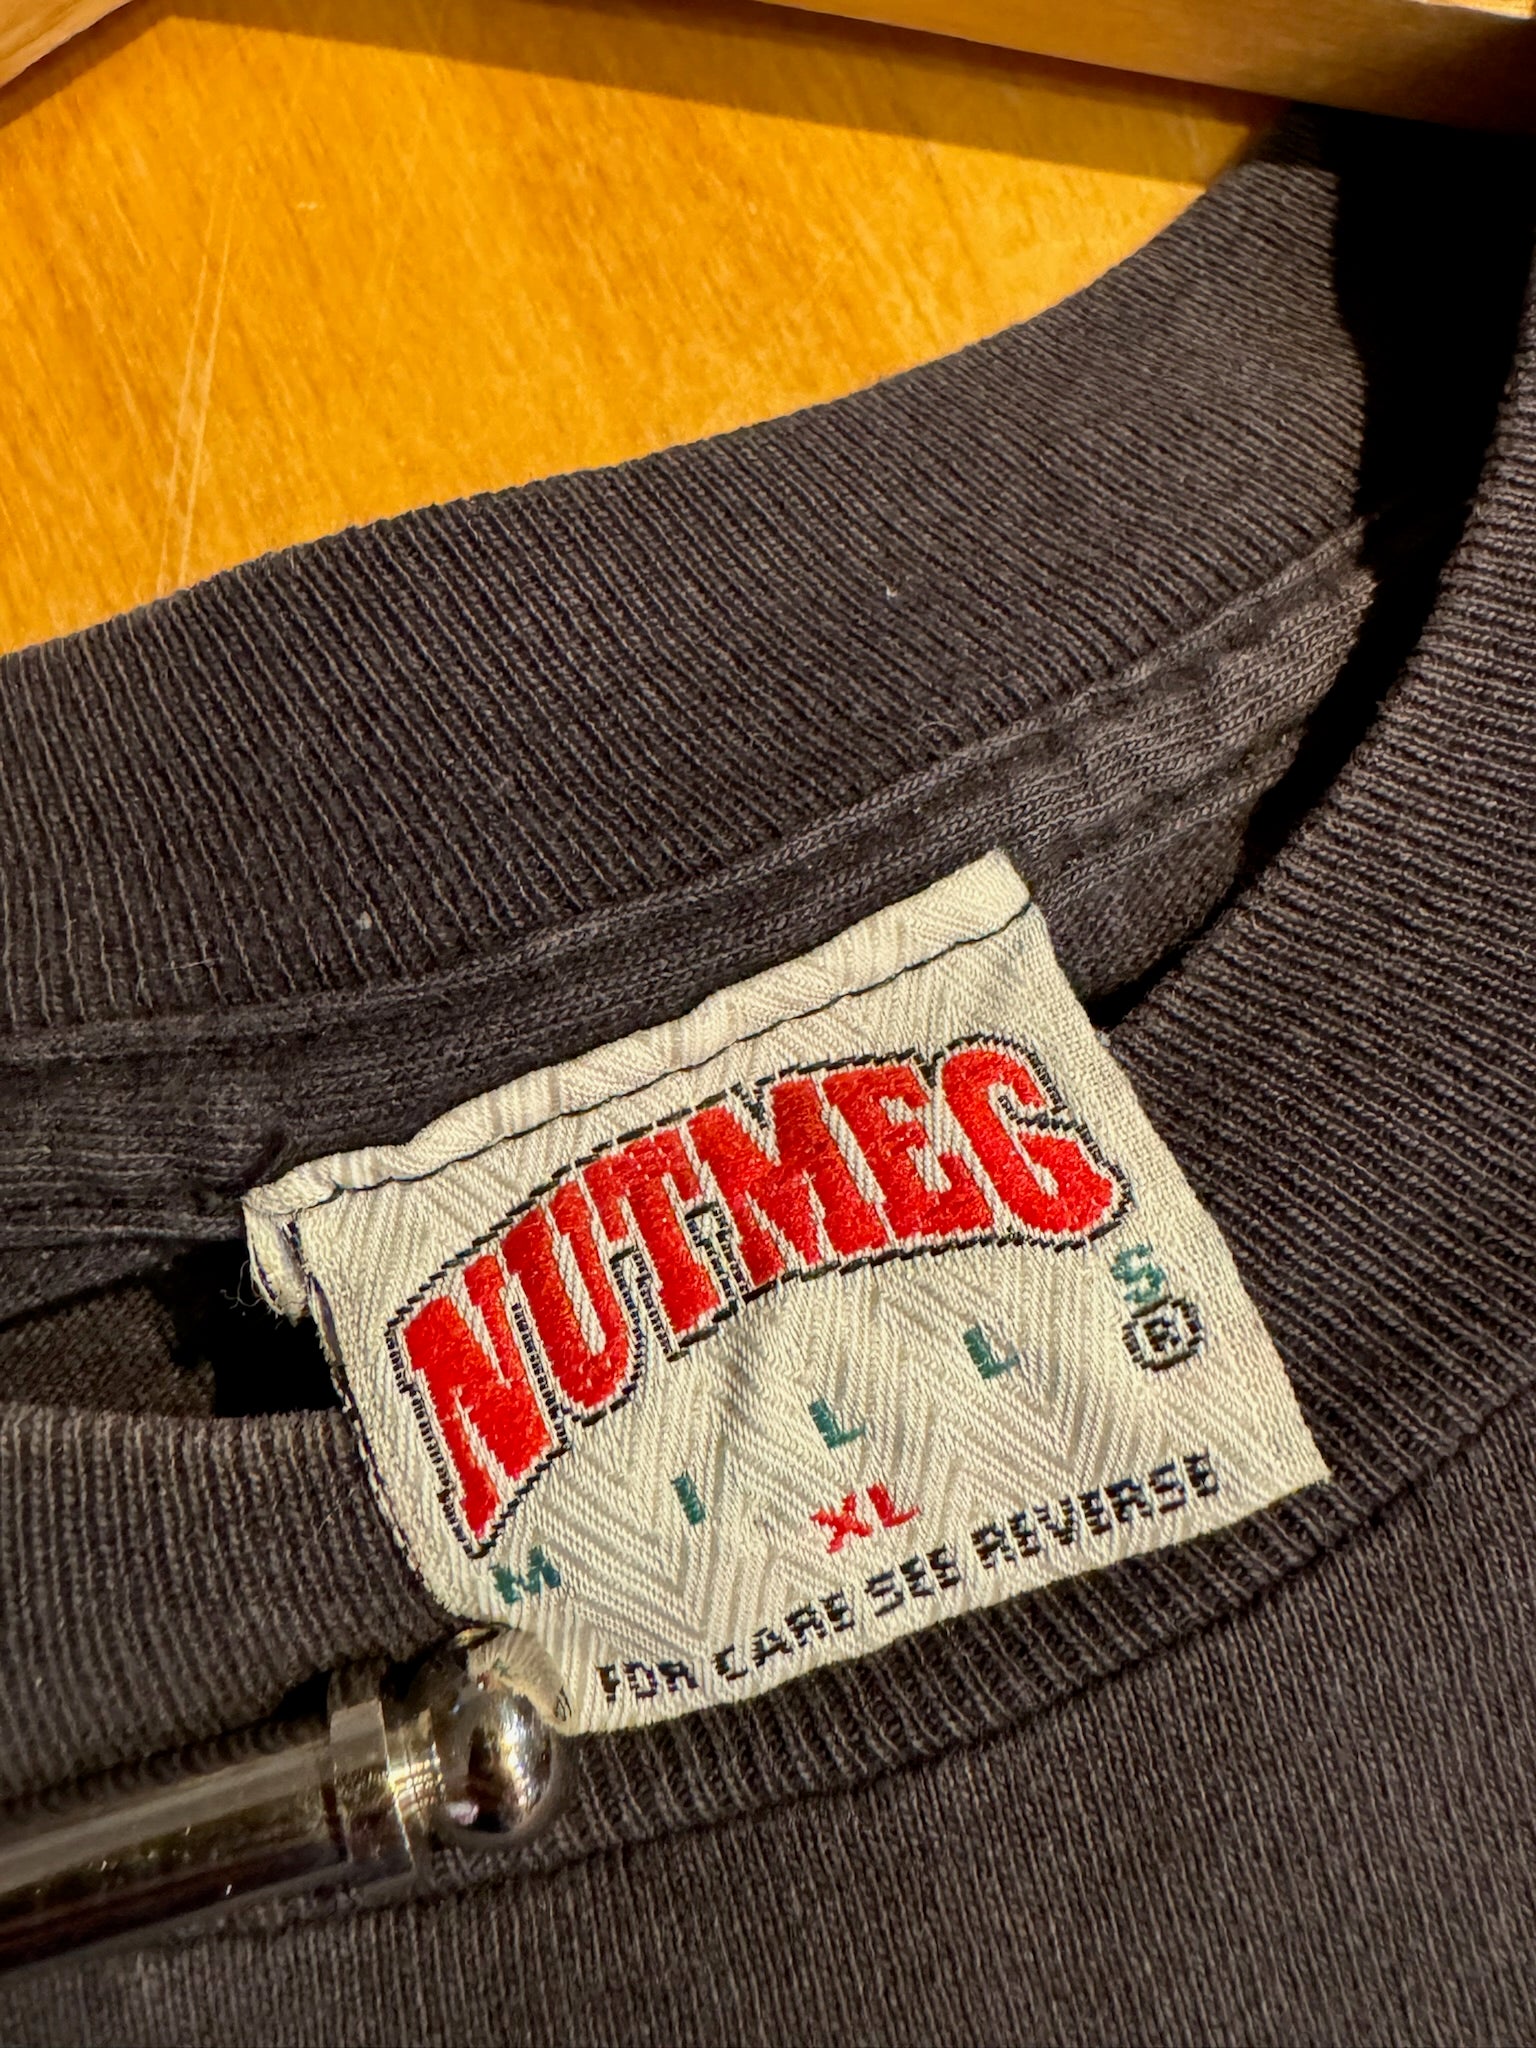 NUTMEG
MILLS®
XL
FOR CARE SEE REVERSE